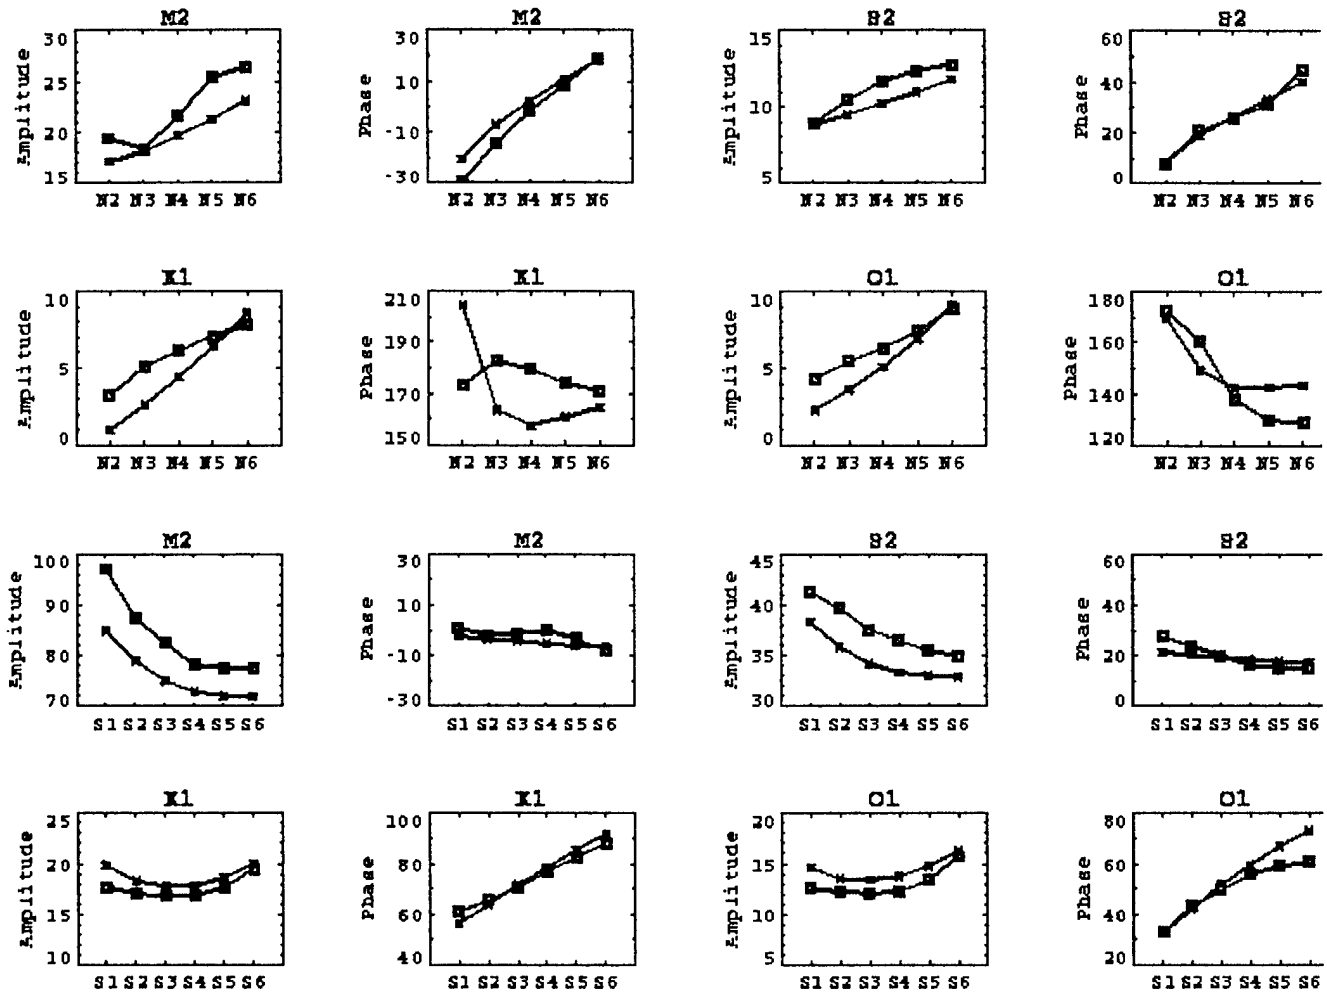 M2 M2 S2 S2
Amplitude 30 25 20 15 N2 N3 N4 N5 N6
Phase 30 10 -10 -30 N2 N3 N4 N5 N6
Amplitude 15 10 5 N2 N3 N4 N5 N6
Phase 60 40 20 0 N2 N3 N4 N5 N6
K1 K1 O1 O1
Amplitude 10 5 0 N2 N3 N4 N5 N6
Phase 210 190 170 150 N2 N3 N4 N5 N6
Amplitude 10 5 0 N2 N3 N4 N5 N6
Phase 180 160 140 120 N2 N3 N4 N5 N6
M2 M2 S2 S2
Amplitude 100 90 80 70 S1 S2 S3 S4 S5 S6
Phase 30 10 -10 -30 S1 S2 S3 S4 S5 S6
Amplitude 45 40 35 30 S1 S2 S3 S4 S5 S6
Phase 60 40 20 0 S1 S2 S3 S4 S5 S6
K1 K1 O1 O1
Amplitude 25 20 15 10 S1 S2 S3 S4 S5 S6
Phase 100 80 60 40 S1 S2 S3 S4 S5 S6
Amplitude 20 15 10 5 S1 S2 S3 S4 S5 S6
Phase 80 60 40 20 S1 S2 S3 S4 S5 S6